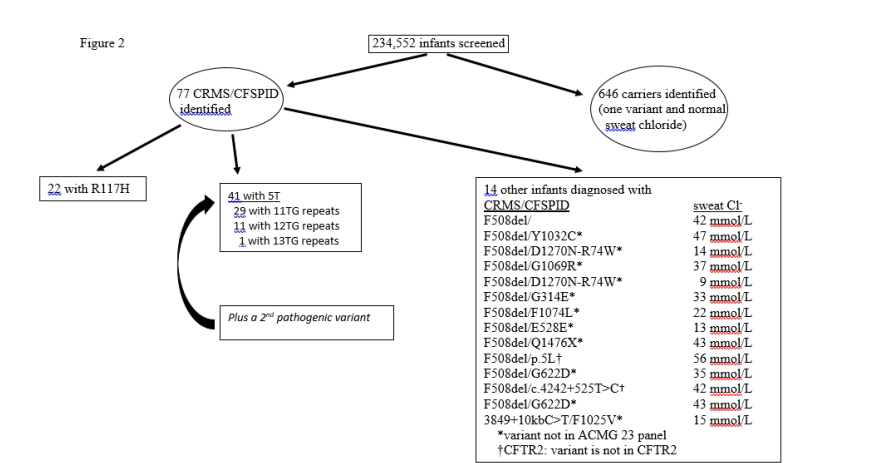 Figure 2
234,552 infants screened
77 CRMS/CFSPID
identified
646 carriers identified
(one variant and normal
sweat chloride)
22 with R117H
41 with 5T
29 with 11TG repeats
11 with 12TG repeats
1 with 13TG repeats
Plus a 2nd pathogenic variant
14 other infants diagnosed with
CRMS/CFSPID sweat Cl-
F508del/ 42 mmol/L
F508del/Y1032C* 47 mmol/L
F508del/D1270N-R74W* 14 mmol/L
F508del/G1069R* 37 mmol/L
F508del/D1270N-R74W* 9 mmol/L
F508del/G314E* 33 mmol/L
F508del/F1074L* 22 mmol/L
F508del/E528E* 13 mmol/L
F508del/Q1476X* 43 mmol/L
F508del/p.5L† 56 mmol/L
F508del/G622D* 35 mmol/L
F508del/c.4242+525T>C† 42 mmol/L
F508del/G622D* 43 mmol/L
3849+10kbC>T/F1025V* 15 mmol/L
*variant not in ACMG 23 panel
†CFTR2: variant is not in CFTR2